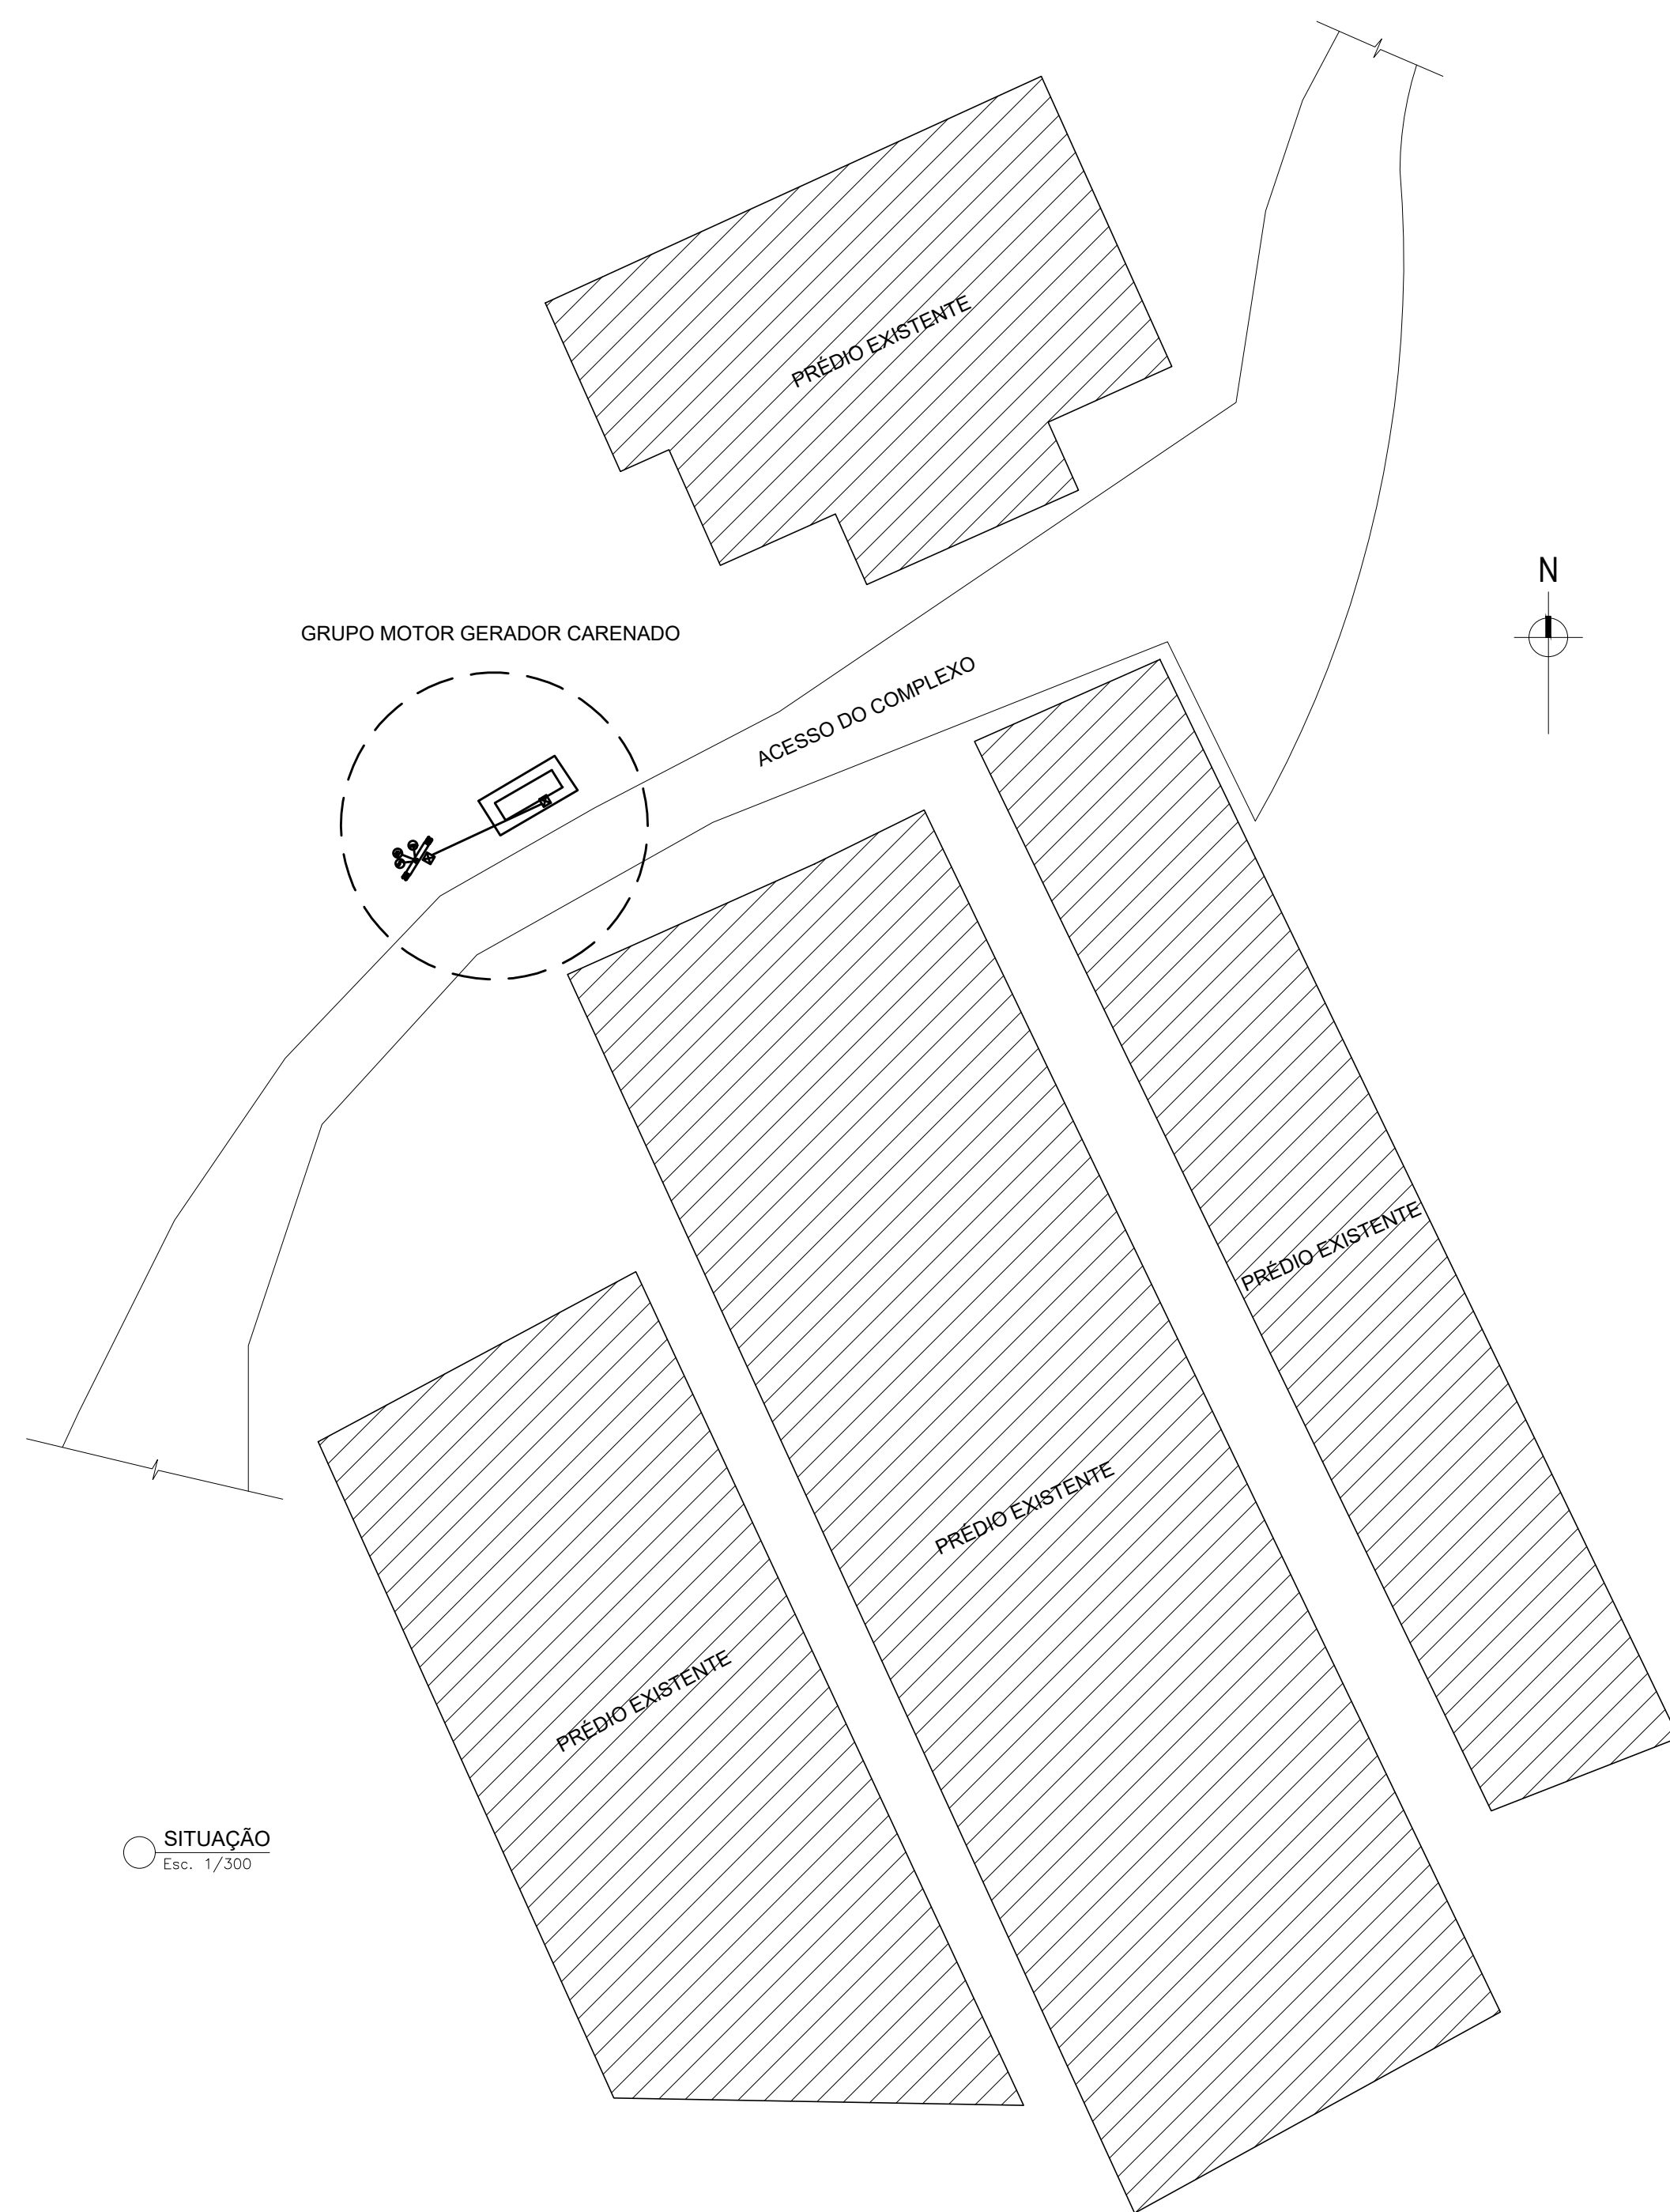 PRÉDIO EXISTENTE
N
GRUPO MOTOR GERADOR CARENADO
ACESSO DO COMPLEXO
PRÉDIO EXISTENTE
PRÉDIO EXISTENTE
PRÉDIO EXISTENTE
SITUAÇÃO
Esc. 1/300